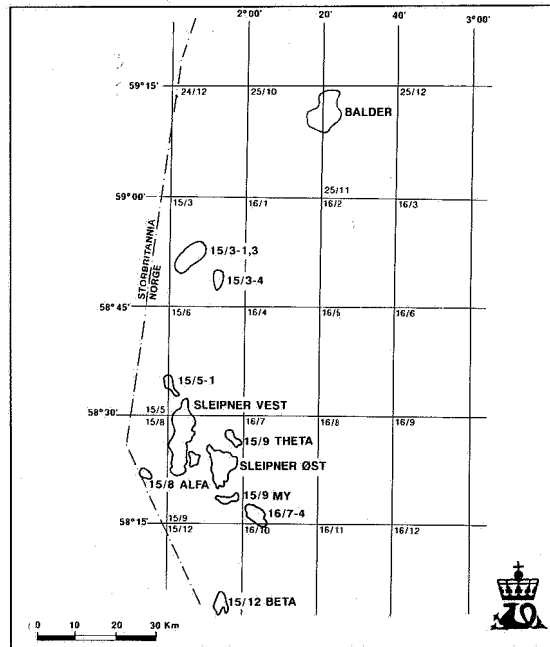 2° 00' 20' 40' 3° 00'
59° 15'
24/12 25/10 25/12
BALDER
25/11
59° 00'
15/3 16/1 16/2 16/3
STORBRITANNIA
NORGE
15/3-1,3
15/3-4
58° 45'
15/6 16/4 16/5 16/6
15/5-1
SLEIPNER VEST
58° 30'
15/5
15/8 16/7 16/8 16/9
15/9 THETA
SLEIPNER ØST
15/8 ALFA
15/9 MY
16/7-4
58° 15'
15/9
15/12 16/10 16/11 16/12
15/12 BETA
0 10 20 30 Km